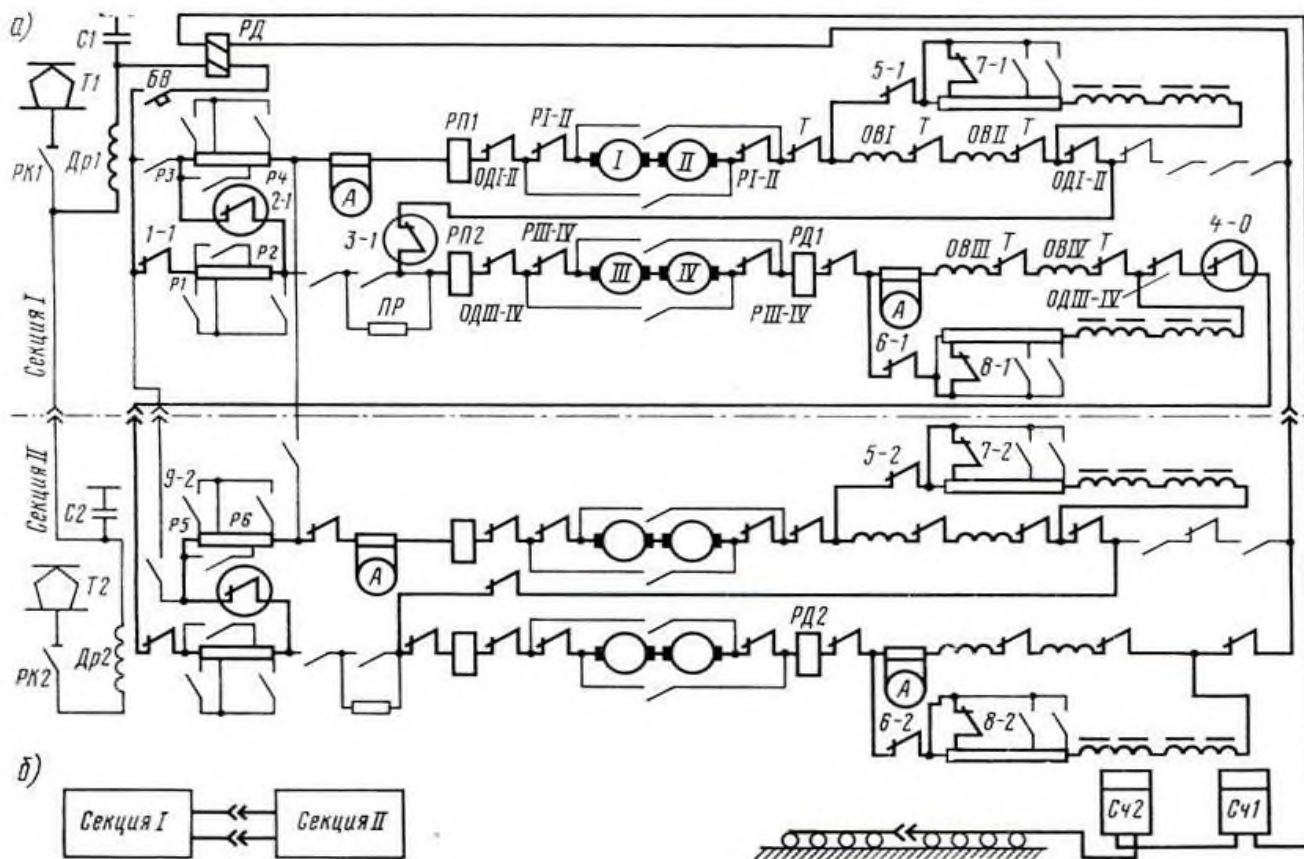 а)
С1
РД
Т1
БВ
5-1
7-1
РК1
Др1
Р3
Р4
А
РП1
ОДI-II
РI-II
I
II
РI-II
Т
ОВI
Т
ОВII
Т
ОДI-II
2-1
1-1
Р1
Р2
3-1
ПР
РП2
ОДIII-IV
РIII-IV
III
IV
РД1
РIII-IV
А
6-1
8-1
ОВIII
Т
ОВIV
Т
ОДIII-IV
4-0
Секция I
Секция II
С2
9-2
Р5
Р6
А
5-2
7-2
Т2
РК2
Др2
РД2
А
6-2
8-2
б)
Секция I
Секция II
Сч2
Сч1